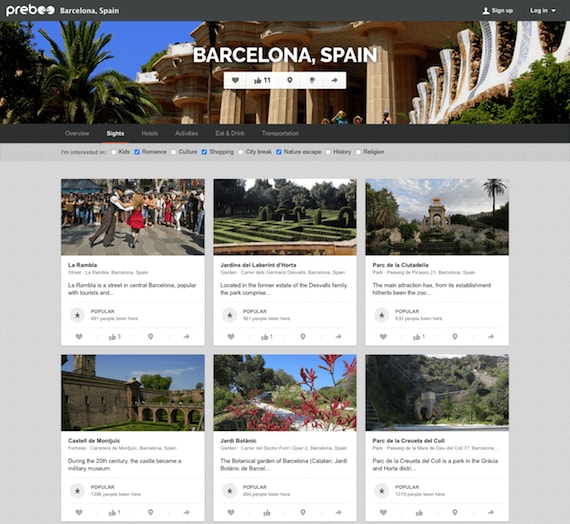 preboo Barcelona, Spain Sign up Log in
BARCELONA, SPAIN
11
Overview Sights Hotels Activities Eat & Drink Transportation
I'm interested in: Kids Romance Culture Shopping City break Nature escape History Religion
La Rambla
Street · La Rambla, Barcelona, Spain
La Rambla is a street in central Barcelona, popular
with tourists and...
POPULAR
891 people been here
3
Jardins del Laberint d'Horta
Garden · Carrer dels Germans Desvalls, Barcelona, Spain
Located in the former estate of the Desvalls family
the park comprise...
POPULAR
961 people been here
1
Parc de la Ciutadella
Park · Passeig de Picasso 21, Barcelona, Spain
The main attraction has, from its establishment
hitherto been the zoo...
POPULAR
630 people been here
1
Castell de Montjuïc
Fortress · Carretera de Montjuïc, Barcelona, Spain
During the 20th century, the castle became a
military museum.
POPULAR
1386 people been here
1
Jardí Botànic
Garden · Carrer del Doctor Font i Quer 2, Barcelona, Spain
The Botanical garden of Barcelona (Catalan: Jardí
Botànic de Barcel...
POPULAR
660 people been here
Parc de la Creueta del Coll
Park · Passeig de la Mare de Déu del Coll 77, Barcelona, ...
Parc de la Creueta del Coll is a park in the Gràcia
and Horta distri...
POPULAR
1019 people been here